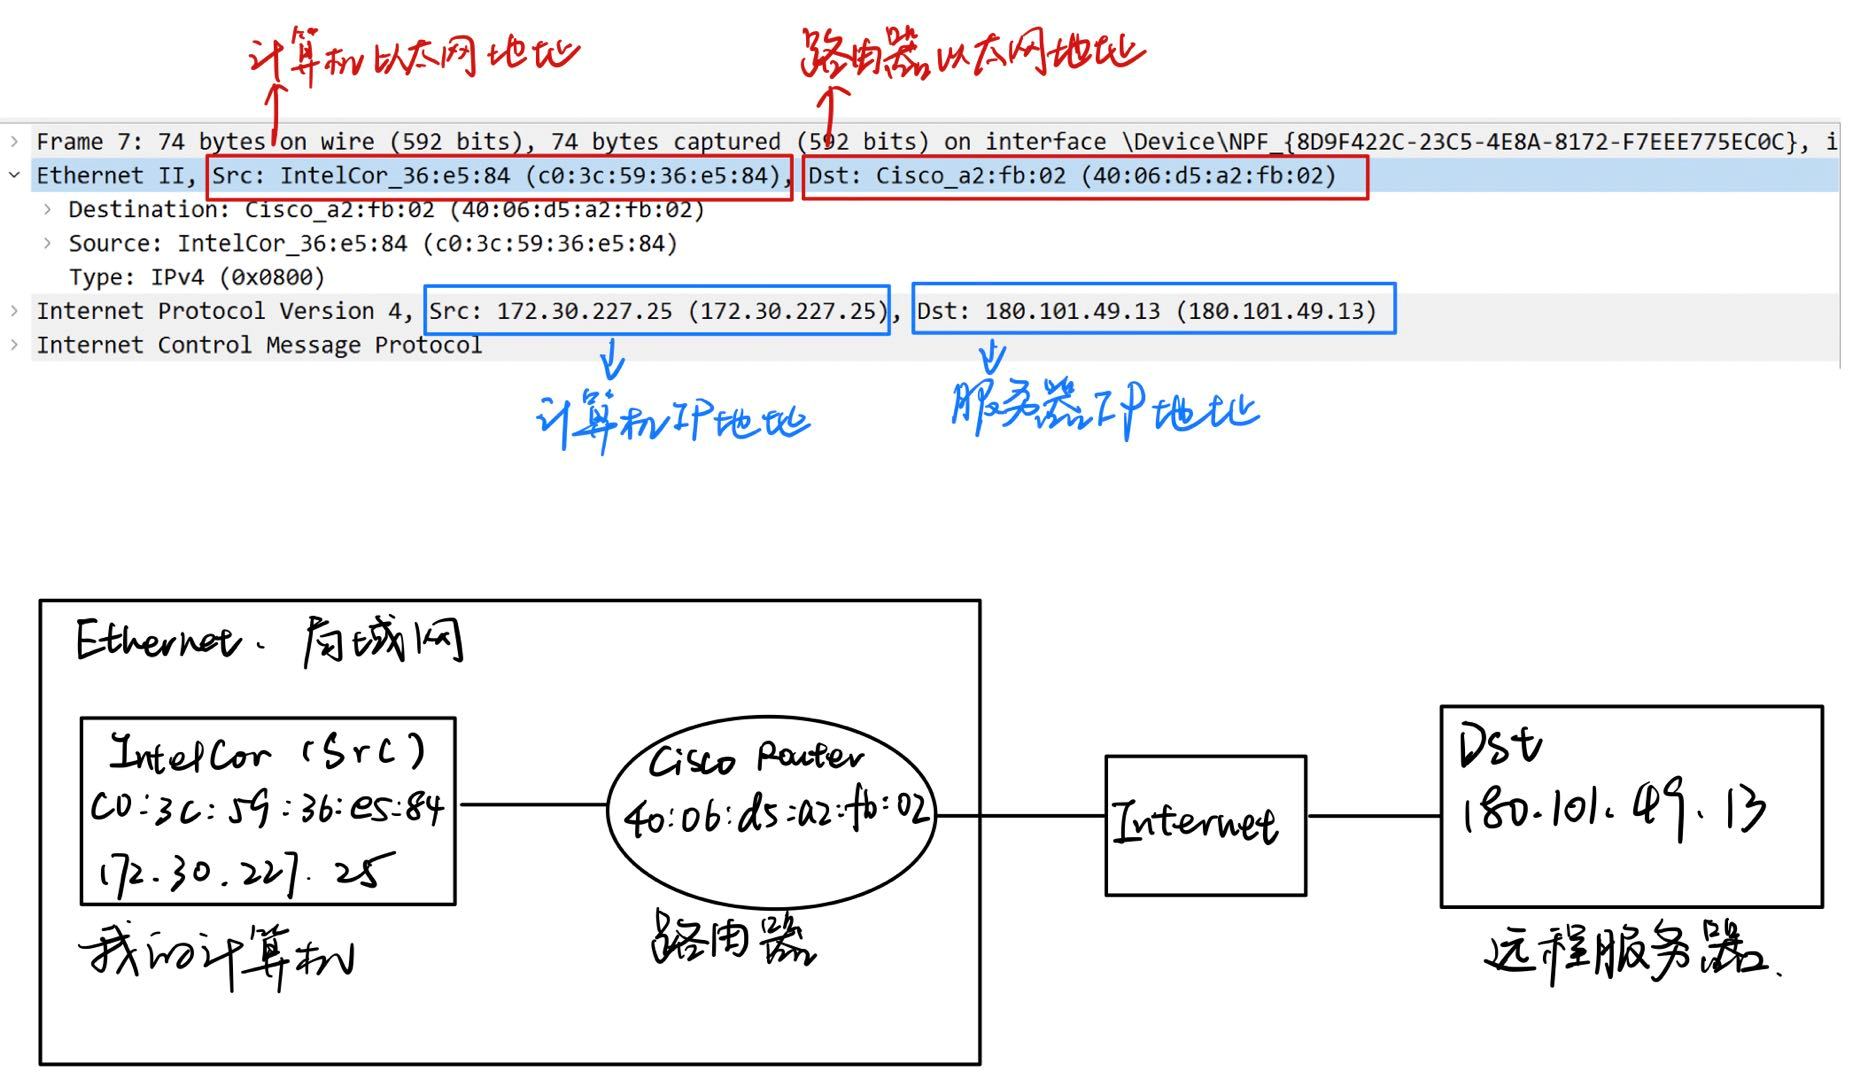 计算机以太网地址
路由器以太网地址
Frame 7: 74 bytes on wire (592 bits), 74 bytes captured (592 bits) on interface \Device\NPF_{8D9F422C-23C5-4E8A-8172-F7EEE775EC0C}, i
Ethernet II, Src: IntelCor_36:e5:84 (c0:3c:59:36:e5:84), Dst: Cisco_a2:fb:02 (40:06:d5:a2:fb:02)
Destination: Cisco_a2:fb:02 (40:06:d5:a2:fb:02)
Source: IntelCor_36:e5:84 (c0:3c:59:36:e5:84)
Type: IPv4 (0x0800)
Internet Protocol Version 4, Src: 172.30.227.25 (172.30.227.25), Dst: 180.101.49.13 (180.101.49.13)
Internet Control Message Protocol
计算机IP地址
服务器IP地址
Ethernet. 局域网
IntelCor (Src)
C0:3C:59:36:e5:84
172.30.227.25
我的计算机
Cisco Router
40:06:d5:a2:fb:02
路由器
Internet
Dst
180.101.49.13
远程服务器.